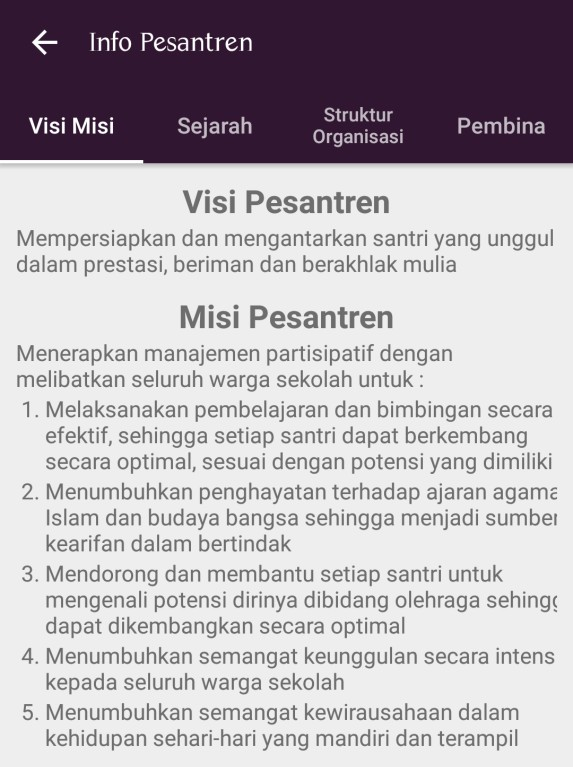 Info Pesantren
Visi Misi
Sejarah
Struktur
Organisasi
Pembina
Visi Pesantren
Mempersiapkan dan mengantarkan santri yang unggul
dalam prestasi, beriman dan berakhlak mulia
Misi Pesantren
Menerapkan manajemen partisipatif dengan
melibatkan seluruh warga sekolah untuk :
1. Melaksanakan pembelajaran dan bimbingan secara
efektif, sehingga setiap santri dapat berkembang
secara optimal, sesuai dengan potensi yang dimiliki
2. Menumbuhkan penghayatan terhadap ajaran agama
Islam dan budaya bangsa sehingga menjadi sumber
kearifan dalam bertindak
3. Mendorong dan membantu setiap santri untuk
mengenali potensi dirinya dibidang olehraga sehingg
dapat dikembangkan secara optimal
4. Menumbuhkan semangat keunggulan secara intens
kepada seluruh warga sekolah
5. Menumbuhkan semangat kewirausahaan dalam
kehidupan sehari-hari yang mandiri dan terampil